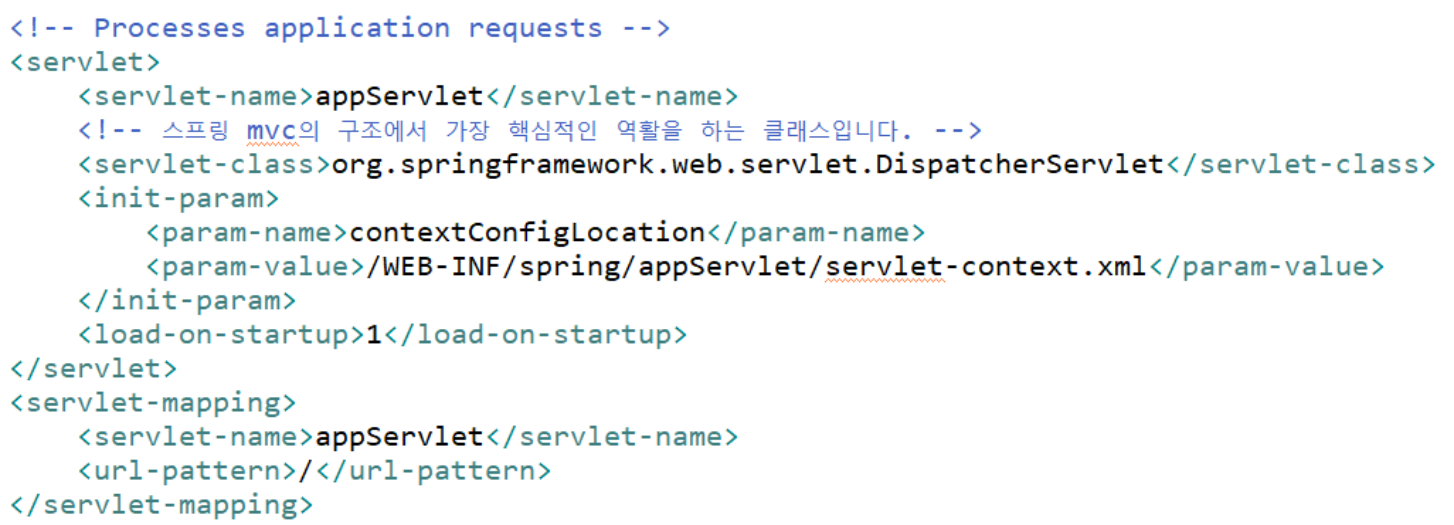 <!-- Processes application requests -->
<servlet>
    <servlet-name>appServlet</servlet-name>
    <!-- 스프링 mvc의 구조에서 가장 핵심적인 역활을 하는 클래스입니다. -->
    <servlet-class>org.springframework.web.servlet.DispatcherServlet</servlet-class>
    <init-param>
        <param-name>contextConfigLocation</param-name>
        <param-value>/WEB-INF/spring/appServlet/servlet-context.xml</param-value>
    </init-param>
    <load-on-startup>1</load-on-startup>
</servlet>
<servlet-mapping>
    <servlet-name>appServlet</servlet-name>
    <url-pattern>/</url-pattern>
</servlet-mapping>